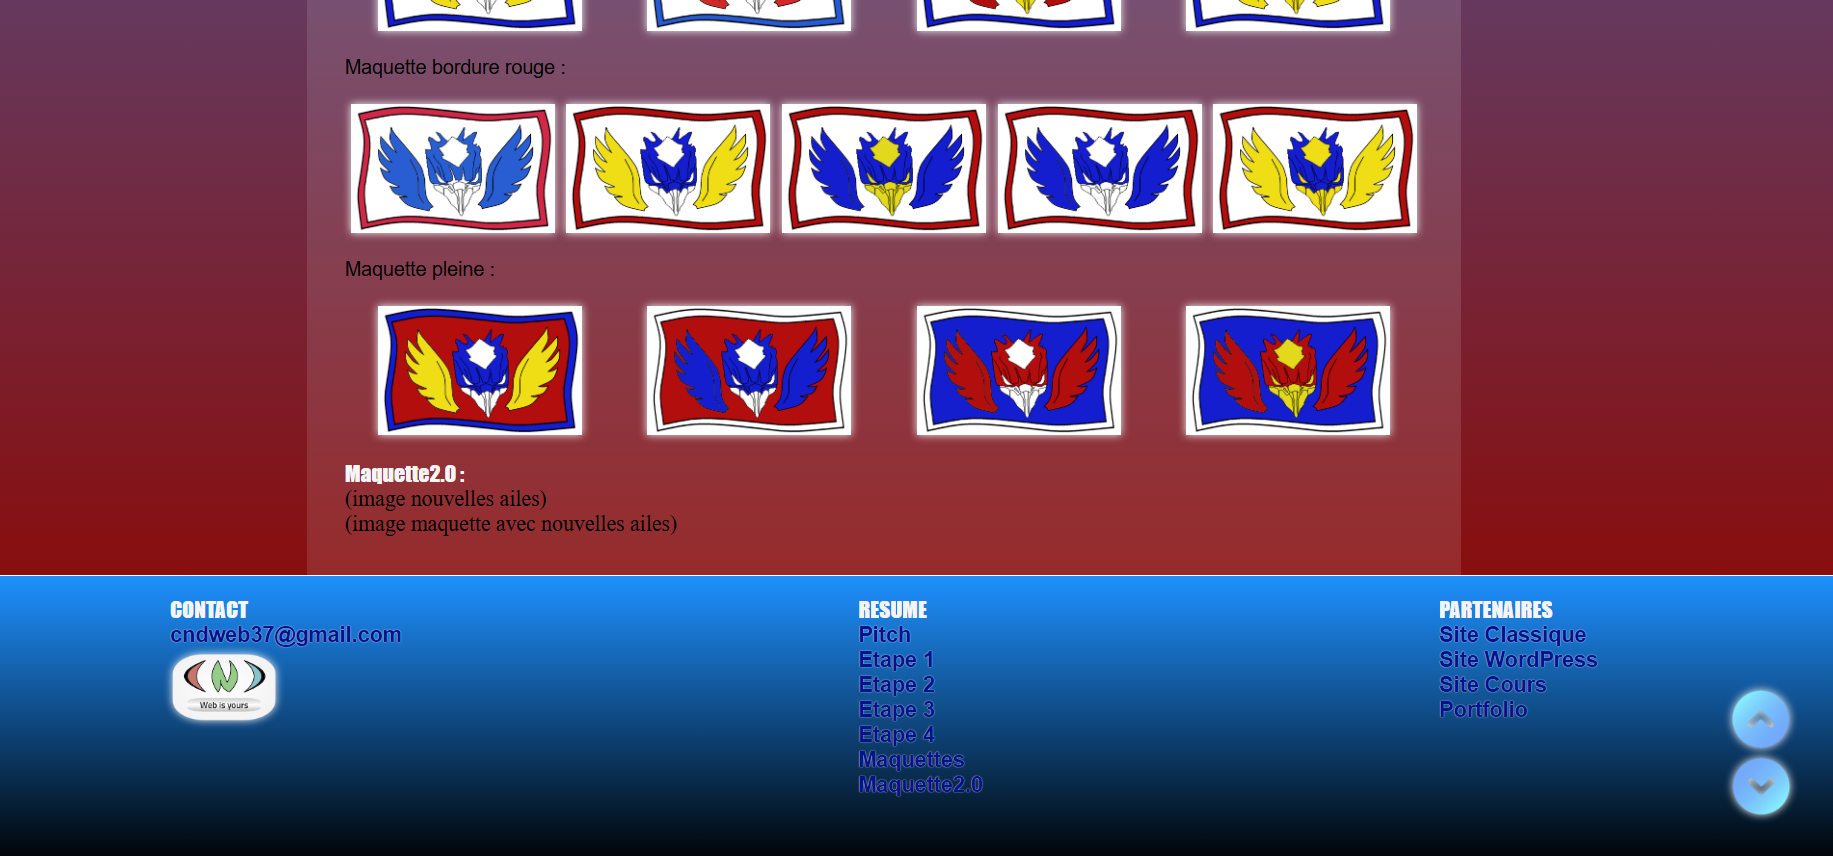 Maquette bordure rouge :
Maquette pleine :
Maquette2.0 :
(image nouvelles ailes)
(image maquette avec nouvelles ailes)
CONTACT
cndweb37@gmail.com
N
Web is yours
RESUME
Pitch
Etape 1
Etape 2
Etape 3
Etape 4
Maquettes
Maquette2.0
PARTENAIRES
Site Classique
Site WordPress
Site Cours
Portfolio